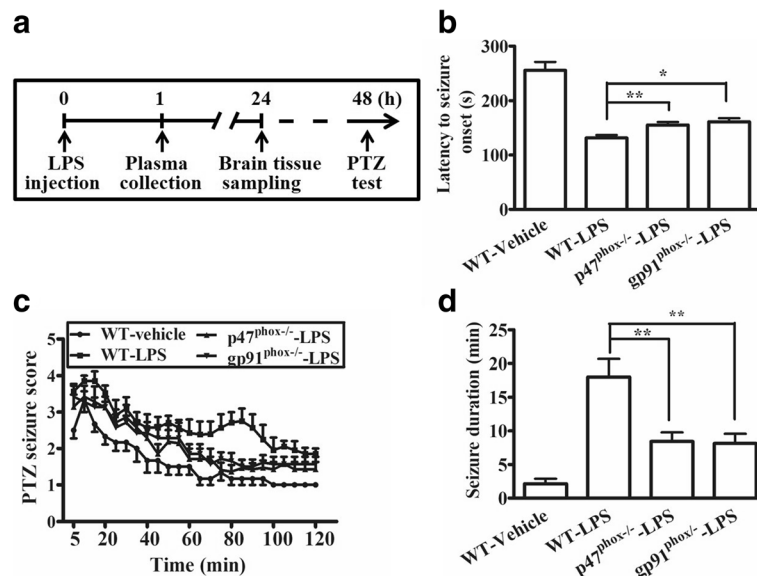 a
0 1 24 48 (h)
LPS injection
Plasma collection
Brain tissue sampling
PTZ test
b
Latency to seizure
onset (s)
300
200
100
0
*
**
WT-Vehicle
WT-LPS
p47phox-/--LPS
gp91phox-/--LPS
c
WT-vehicle
WT-LPS
p47phox-/--LPS
gp91phox-/--LPS
PTZ seizure score
5
4
3
2
1
0
5 20 40 60 80 100 120
Time (min)
d
Seizure duration (min)
25
20
15
10
5
0
**
**
WT-Vehicle
WT-LPS
p47phox-/--LPS
gp91phox-/--LPS